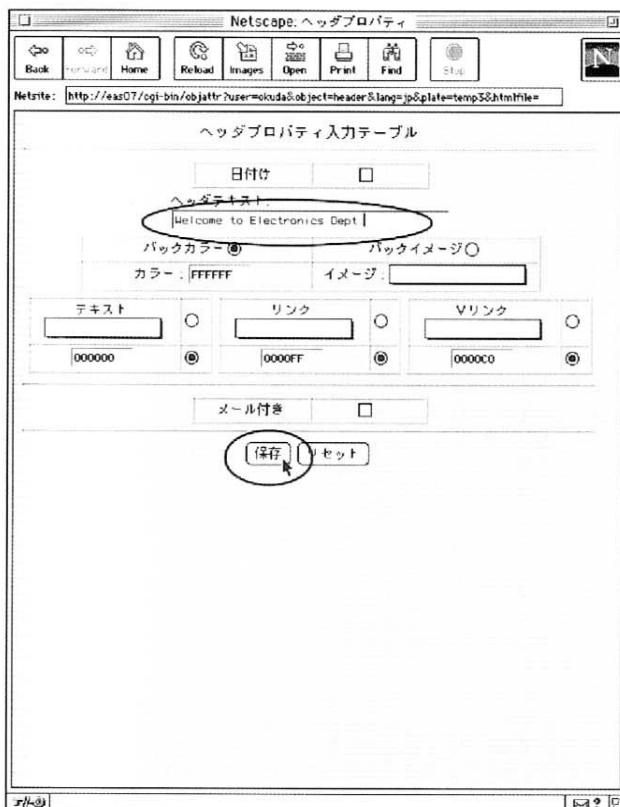 Netscape: ヘッダプロパティ
Back Forward Home Reload Images Open Print Find Stop
N
Netsite: http://eas07/cgi-bin/objattr?user=okuda&object=header&lang=jp&plate=temp3&htmlfile=
ヘッダプロパティ入力テーブル
日付け
ヘッダテキスト:
Welcome to Electronics Dept
バックカラー バックイメージ
カラー: FFFFFF イメージ:
テキスト リンク Vリンク
000000 0000FF 0000C0
メール付き
保存 リセット
?